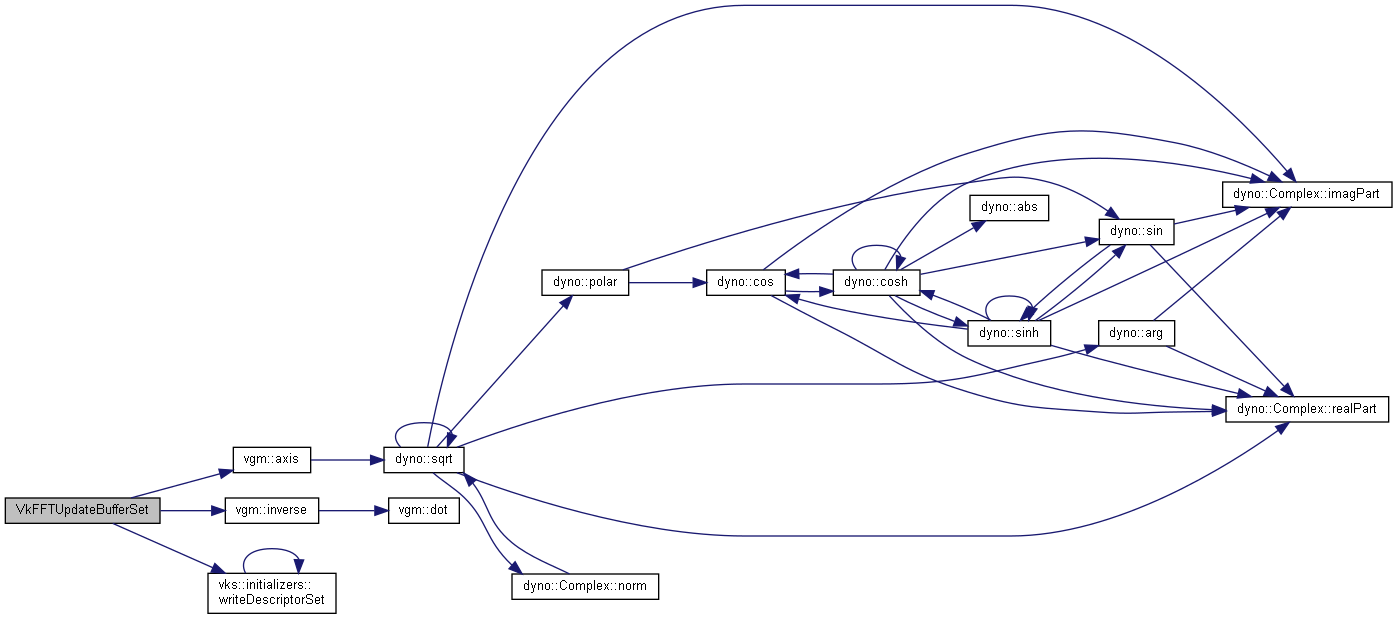 dyno::Complex::imagPart
dyno::abs
dyno::sin
dyno::polar
dyno::cos
dyno::cosh
dyno::sinh
dyno::arg
dyno::Complex::realPart
vgm::axis
dyno::sqrt
VkFFTUpdateBufferSet
vgm::inverse
vgm::dot
vks::initializers::
writeDescriptorSet
dyno::Complex::norm